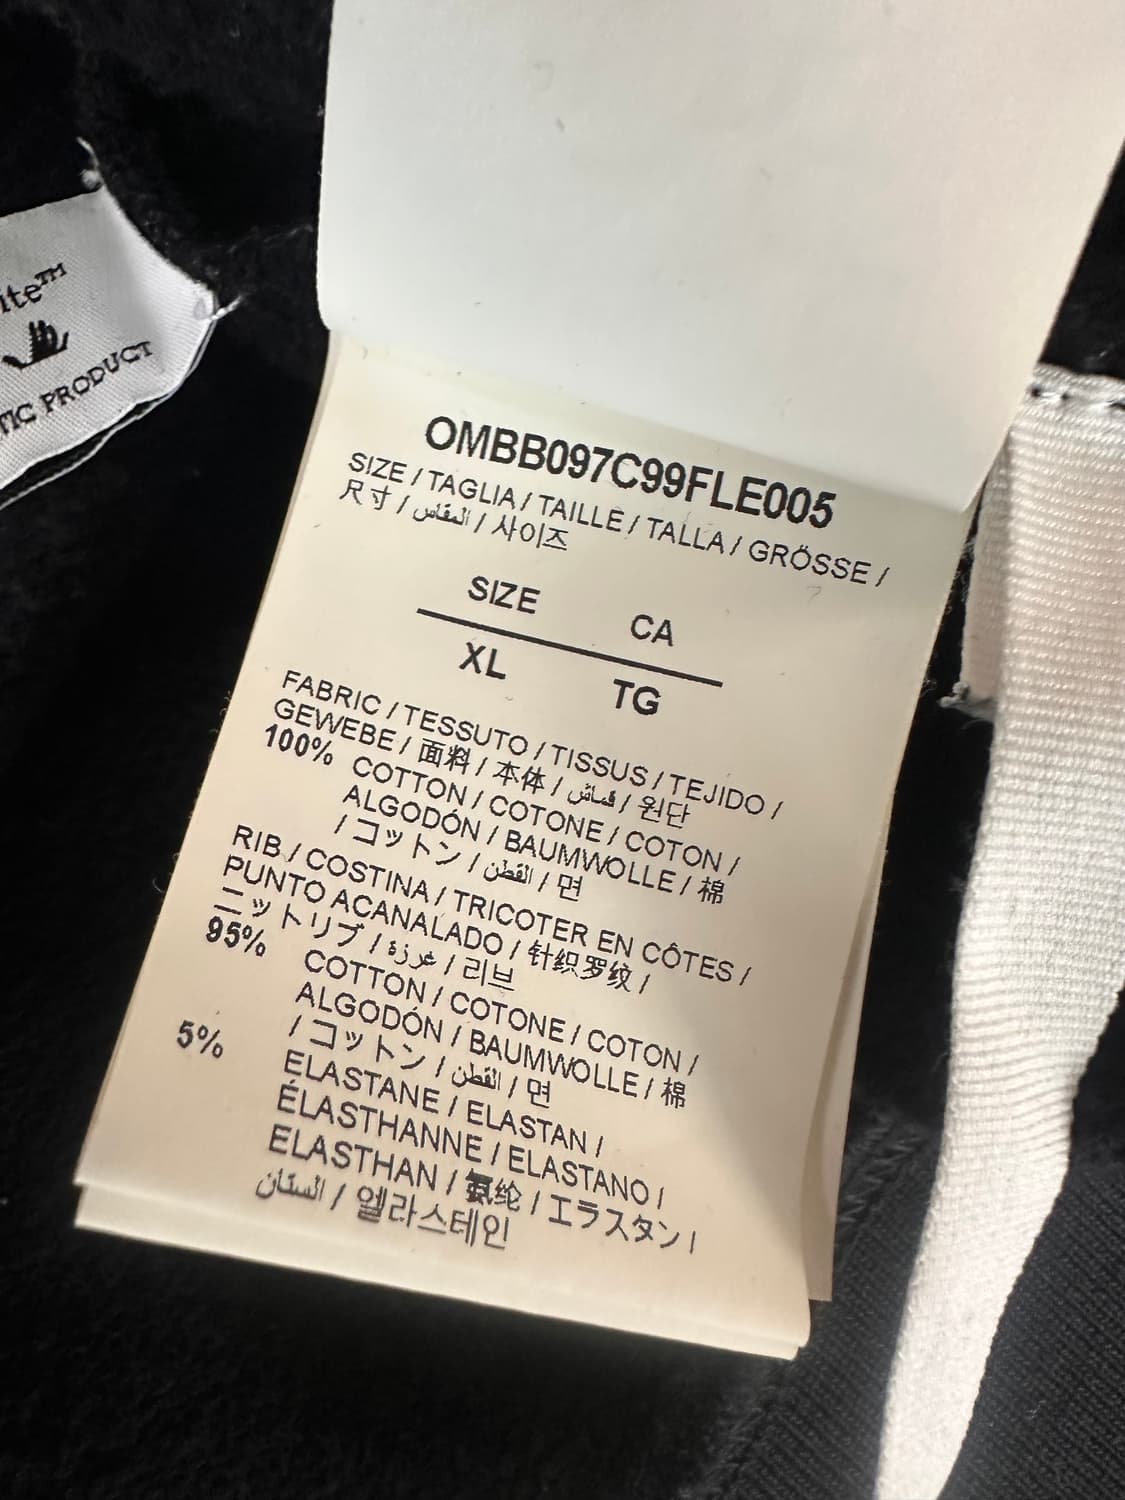 ite™
TIC PRODUCT
OMBB097C99FLE005
SIZE / TAGLIA / TAILLE / TALLA / GRÖSSE /
尺寸 / المقاس / 사이즈
SIZE CA
XL TG
FABRIC / TESSUTO / TISSUS / TEJIDO /
GEWEBE / 面料 / 本体 / قماش / 원단
100% COTTON / COTONE / COTON /
ALGODÓN / BAUMWOLLE / 棉
/ コットン / القطن / 면
RIB / COSTINA / TRICOTER EN CÔTES /
PUNTO ACANALADO / 针织罗纹 /
ニットリブ / غرزة / 리브
95% COTTON / COTONE / COTON /
ALGODÓN / BAUMWOLLE / 棉
/ コットン / القطن / 면
5% ELASTANE / ELASTAN /
ÉLASTHANNE / ELASTANO /
ELASTHAN / 氨纶 / エラスタン /
الستان / 엘라스테인